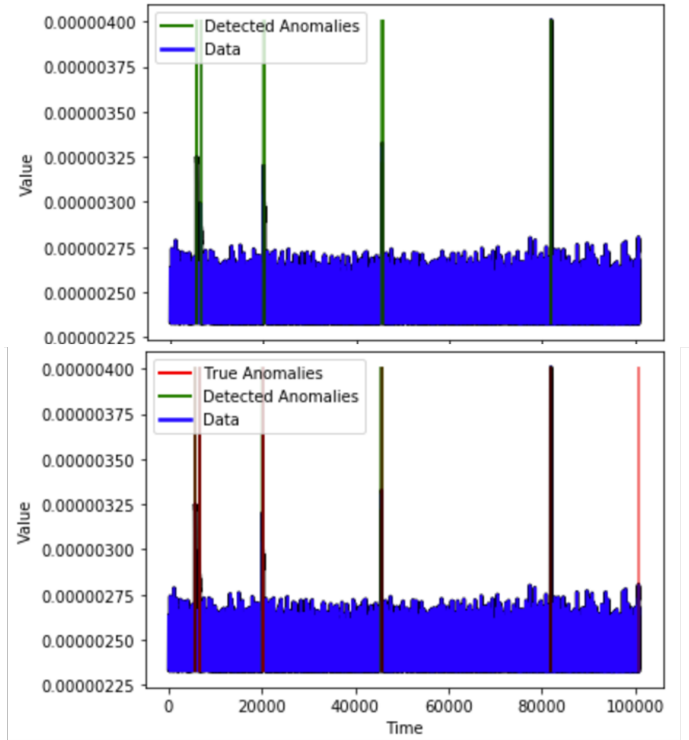 0.00000400
Detected Anomalies
Data
0.00000375
0.00000350
0.00000325
Value
0.00000300
0.00000275
0.00000250
0.00000225
0.00000400
True Anomalies
Detected Anomalies
Data
0.00000375
0.00000350
0.00000325
Value
0.00000300
0.00000275
0.00000250
0.00000225
0 20000 40000 60000 80000 100000
Time